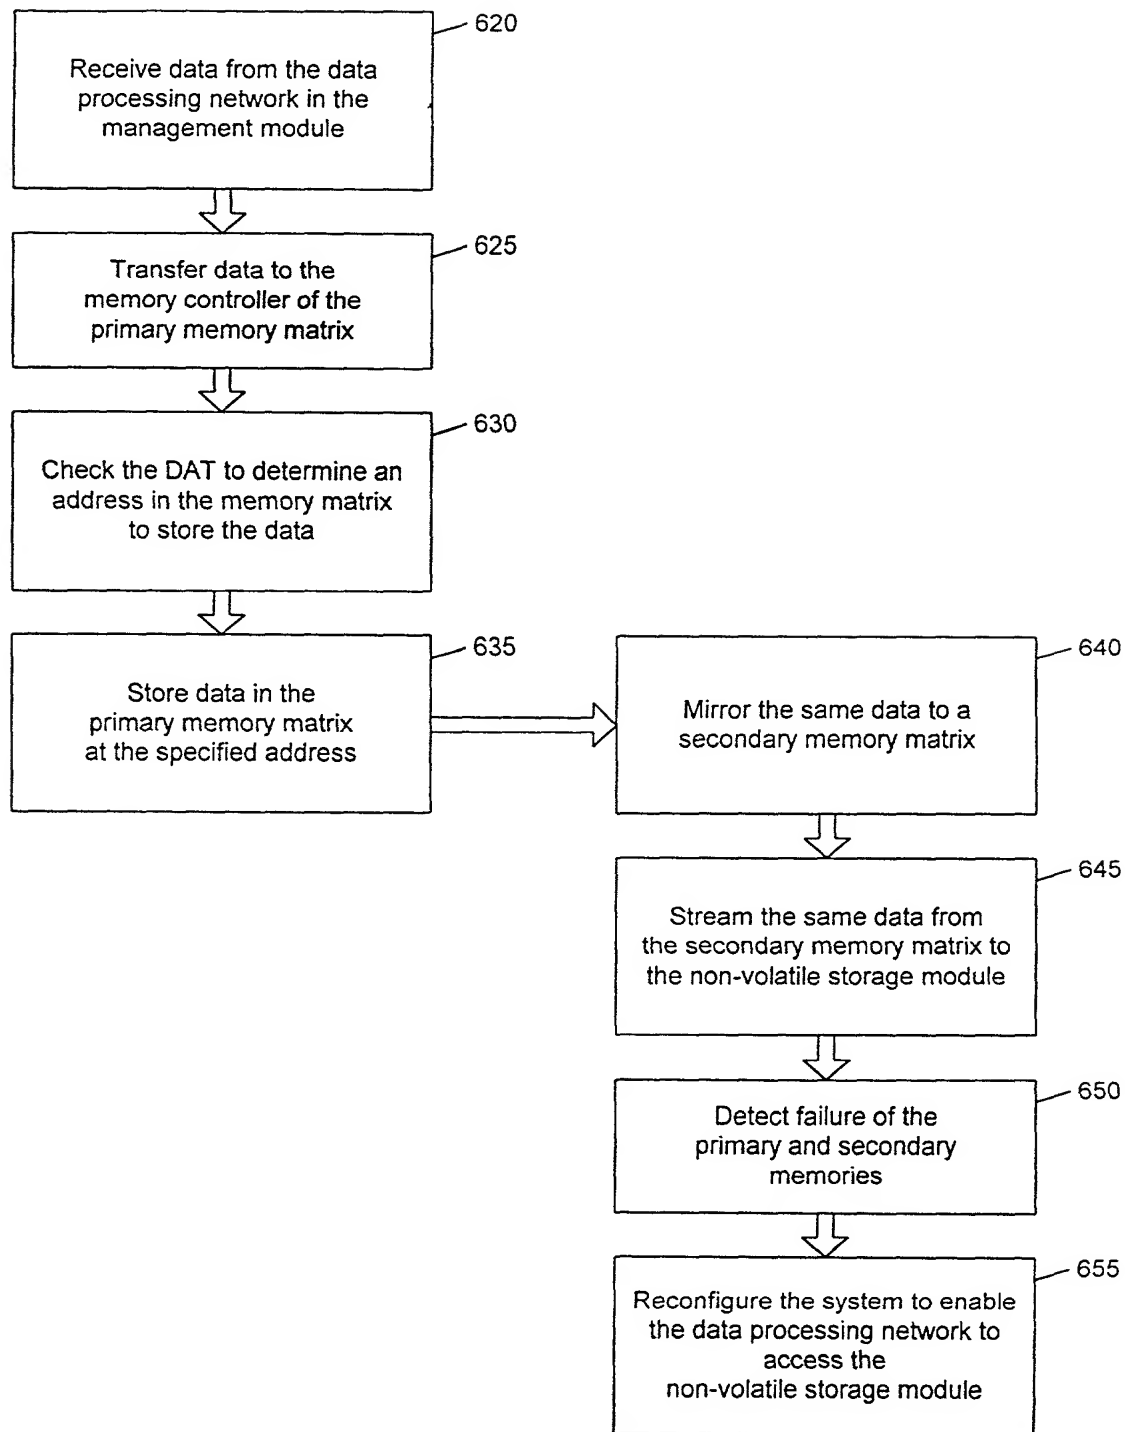 620
Receive data from the data
processing network in the
management module
625
Transfer data to the
memory controller of the
primary memory matrix
630
Check the DAT to determine an
address in the memory matrix
to store the data
635
Store data in the
primary memory matrix
at the specified address
640
Mirror the same data to a
secondary memory matrix
645
Stream the same data from
the secondary memory matrix to
the non-volatile storage module
650
Detect failure of the
primary and secondary
memories
655
Reconfigure the system to enable
the data processing network to
access the
non-volatile storage module